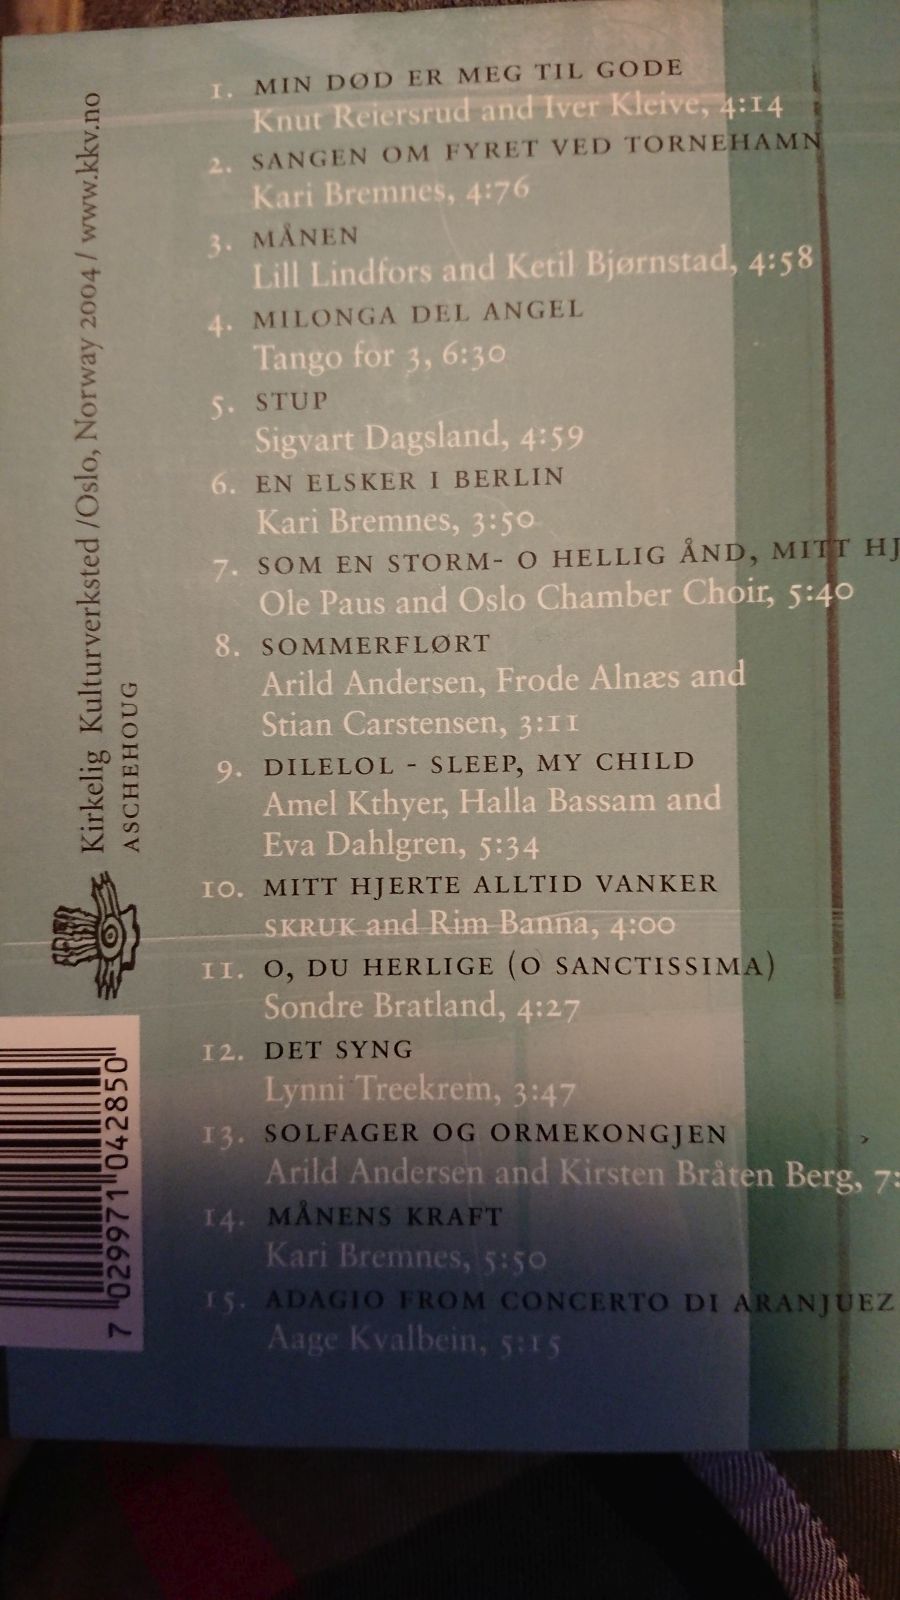 1. MIN DØD ER MEG TIL GODE
Knut Reiersrud and Iver Kleive, 4:14
2. SANGEN OM FYRET VED TORNEHAMN
Kari Bremnes, 4:76
3. MÅNEN
Lill Lindfors and Ketil Bjørnstad, 4:58
4. MILONGA DEL ANGEL
Tango for 3, 6:30
5. STUP
Sigvart Dagsland, 4:59
6. EN ELSKER I BERLIN
Kari Bremnes, 3:50
7. SOM EN STORM- O HELLIG ÅND, MITT HJ
Ole Paus and Oslo Chamber Choir, 5:40
8. SOMMERFLØRT
Arild Andersen, Frode Alnæs and
Stian Carstensen, 3:11
9. DILELOL - SLEEP, MY CHILD
Amel Kthyer, Halla Bassam and
Eva Dahlgren, 5:34
10. MITT HJERTE ALLTID VANKER
SKRUK and Rim Banna, 4:00
11. O, DU HERLIGE (O SANCTISSIMA)
Sondre Bratland, 4:27
12. DET SYNG
Lynni Treekrem, 3:47
13. SOLFAGER OG ORMEKONGJEN
Arild Andersen and Kirsten Bråten Berg, 7:
14. MÅNENS KRAFT
Kari Bremnes, 5:50
15. ADAGIO FROM CONCERTO DI ARANJUEZ
Aage Kvalbein, 5:15
Kirkelig Kulturverksted /Oslo, Norway 2004 / www.kkv.no
ASCHEHOUG
7 029971 042850